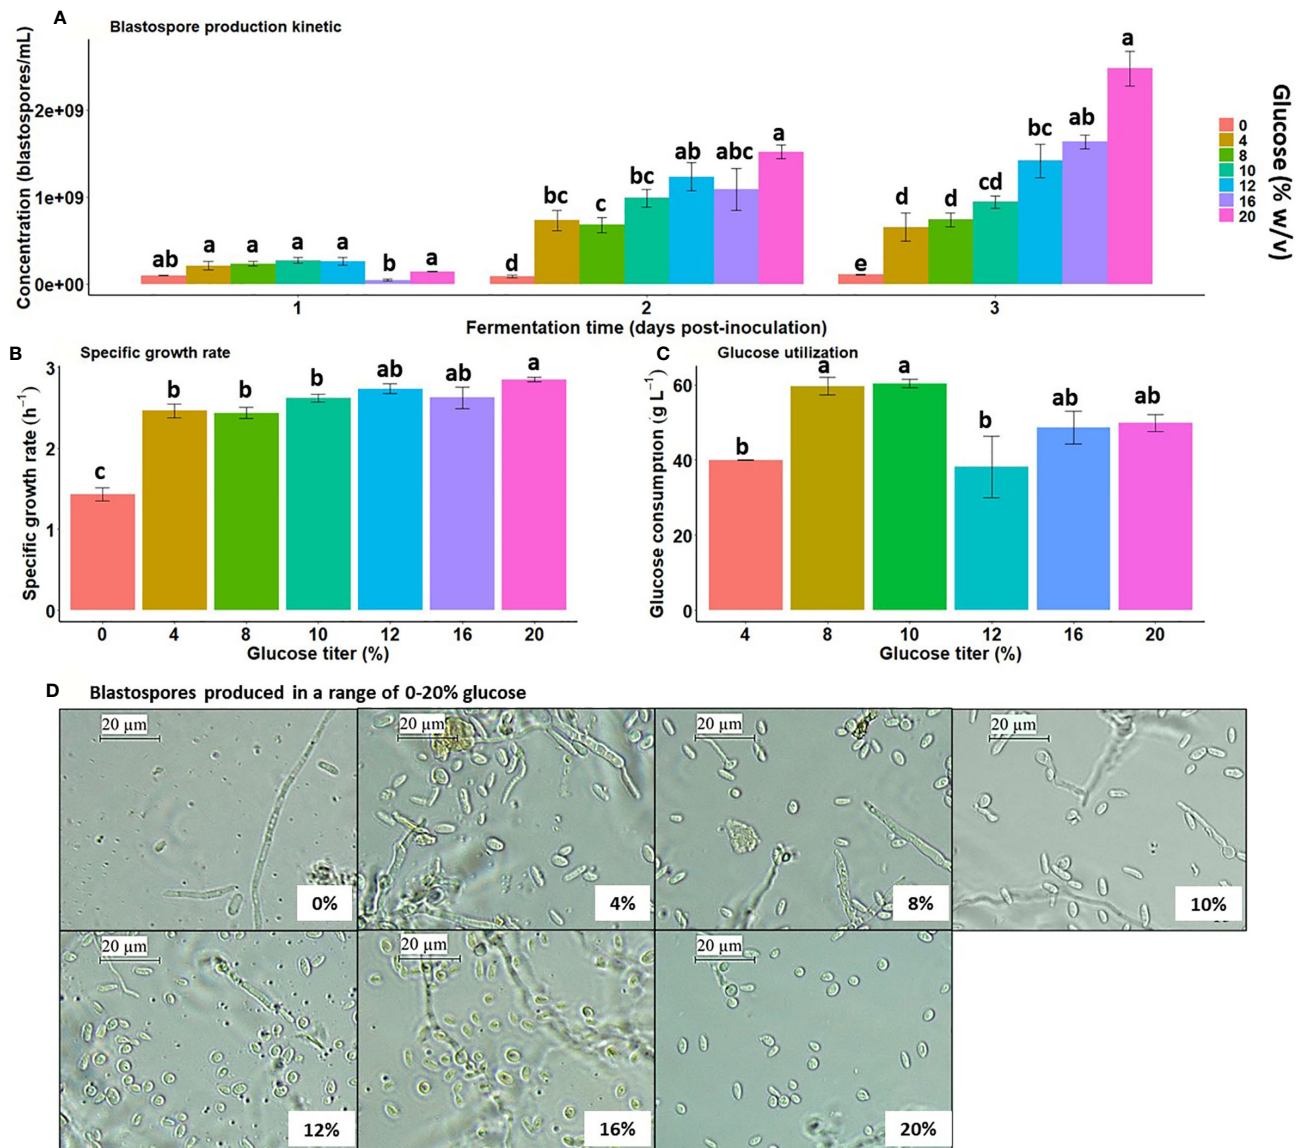 A
Blastospore production kinetic
Concentration (blastospores/mL)
2e+09
1e+09
0e+00
ab a a a a b a
d bc c bc ab abc a
e d d cd bc ab a
1 2 3
Fermentation time (days post-inoculation)
Glucose (% w/v)
0
4
8
10
12
16
20
B
Specific growth rate
Specific growth rate (h⁻¹)
3
2
1
0
c b b b ab ab a
0 4 8 10 12 16 20
Glucose titer (%)
C
Glucose utilization
Glucose consumption (g L⁻¹)
60
40
20
0
b a a b ab ab
4 8 10 12 16 20
Glucose titer (%)
D Blastospores produced in a range of 0-20% glucose
20 µm 20 µm 20 µm 20 µm
0% 4% 8% 10%
20 µm 20 µm 20 µm
12% 16% 20%